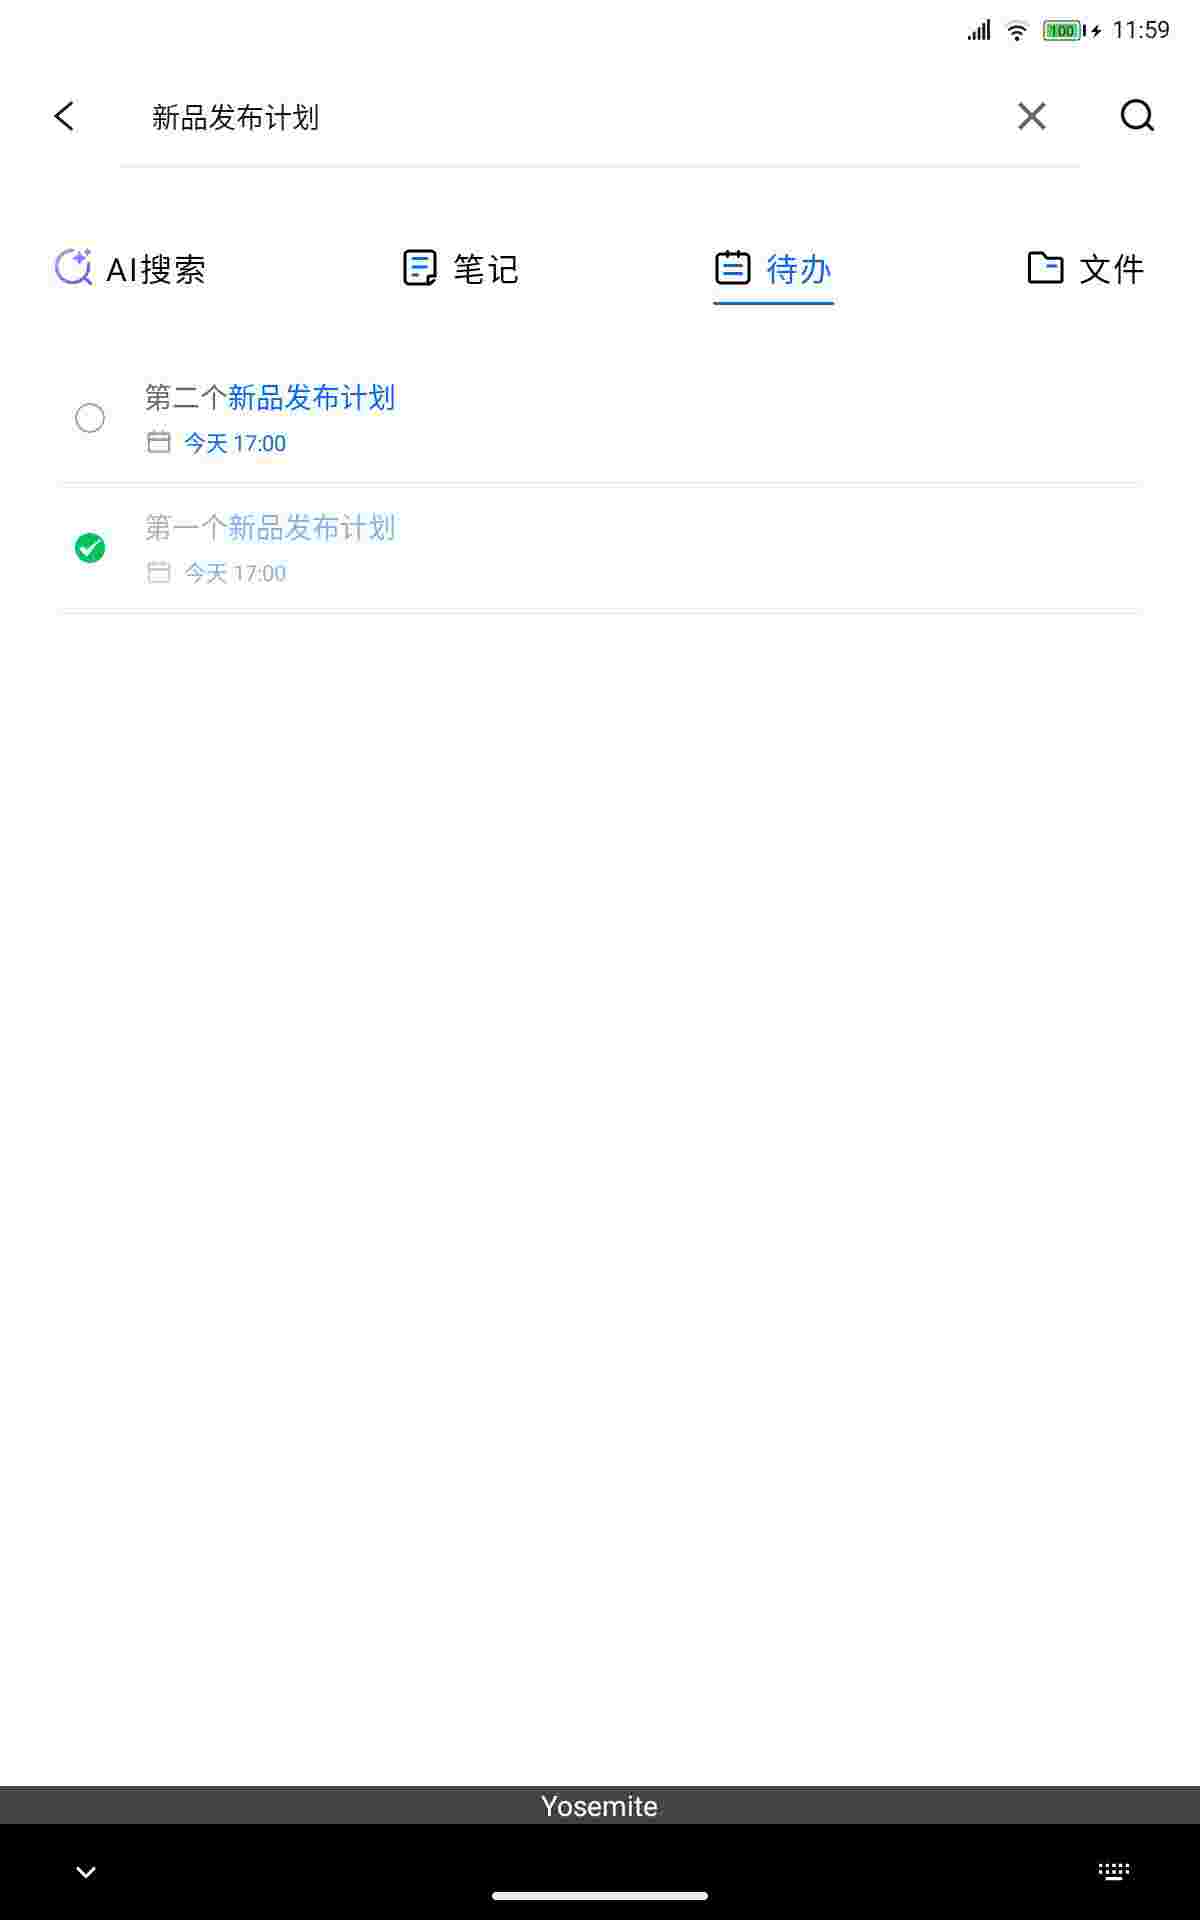 100 11:59
新品发布计划
AI搜索 笔记 待办 文件
第二个新品发布计划
今天 17:00
第一个新品发布计划
今天 17:00
Yosemite